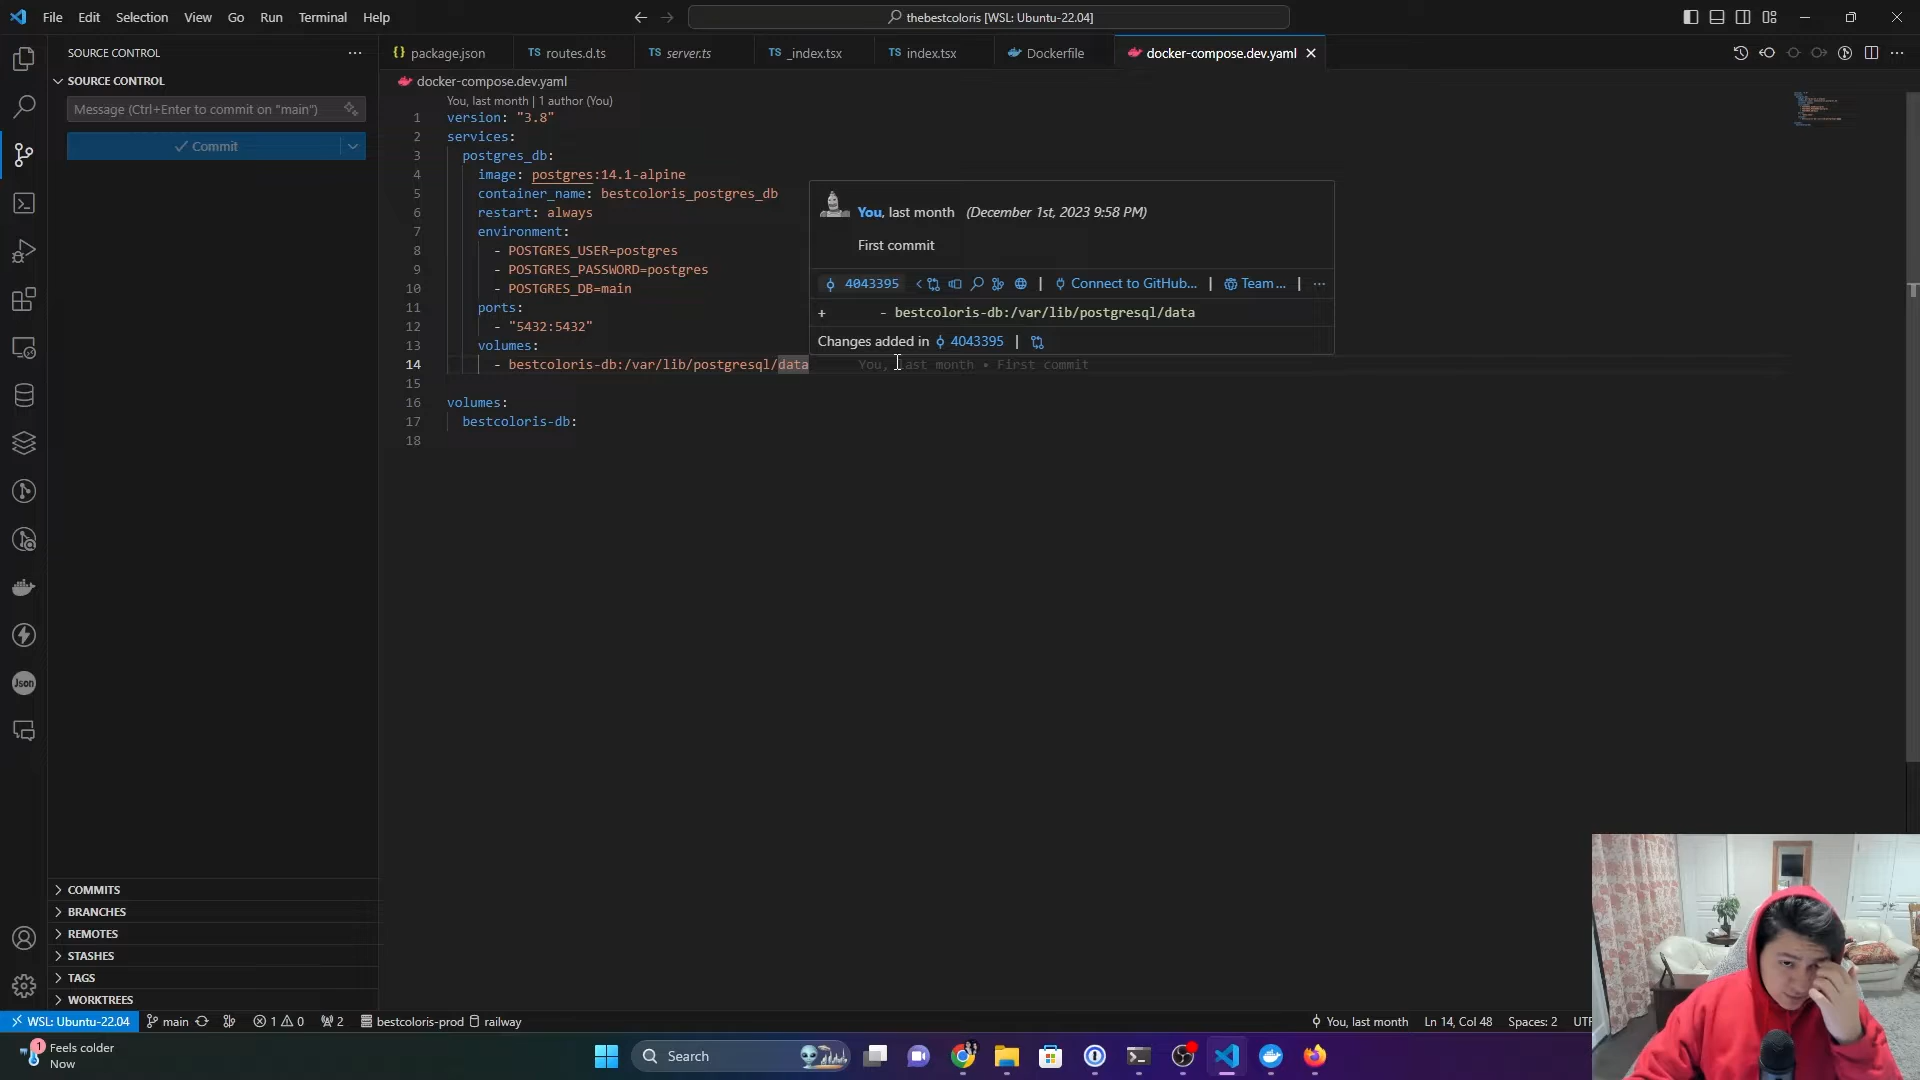 File Edit Selection View Go Run Terminal Help
thebestcoloris [WSL: Ubuntu-22.04]
SOURCE CONTROL
SOURCE CONTROL
Message (Ctrl+Enter to commit on "main")
Commit
{} package.json
TS routes.d.ts
TS server.ts
TS _index.tsx
TS index.tsx
Dockerfile
docker-compose.dev.yaml
docker-compose.dev.yaml
You, last month | 1 author (You)
1 version: "3.8"
2 services:
3 postgres_db:
4 image: postgres:14.1-alpine
5 container_name: bestcoloris_postgres_db
6 restart: always
7 environment:
8 - POSTGRES_USER=postgres
9 - POSTGRES_PASSWORD=postgres
10 - POSTGRES_DB=main
11 ports:
12 - "5432:5432"
13 volumes:
14 - bestcoloris-db:/var/lib/postgresql/data You, last month • First commit
15
16 volumes:
17 bestcoloris-db:
18
You, last month (December 1st, 2023 9:58 PM)
First commit
4043395 | Connect to GitHub... | Team... | ...
+ - bestcoloris-db:/var/lib/postgresql/data
Changes added in 4043395 |
Json
COMMITS
BRANCHES
REMOTES
STASHES
TAGS
WORKTREES
WSL: Ubuntu-22.04 main 1 0 2 bestcoloris-prod railway
You, last month Ln 14, Col 48 Spaces: 2 UTF
1
Feels colder
Now
Search